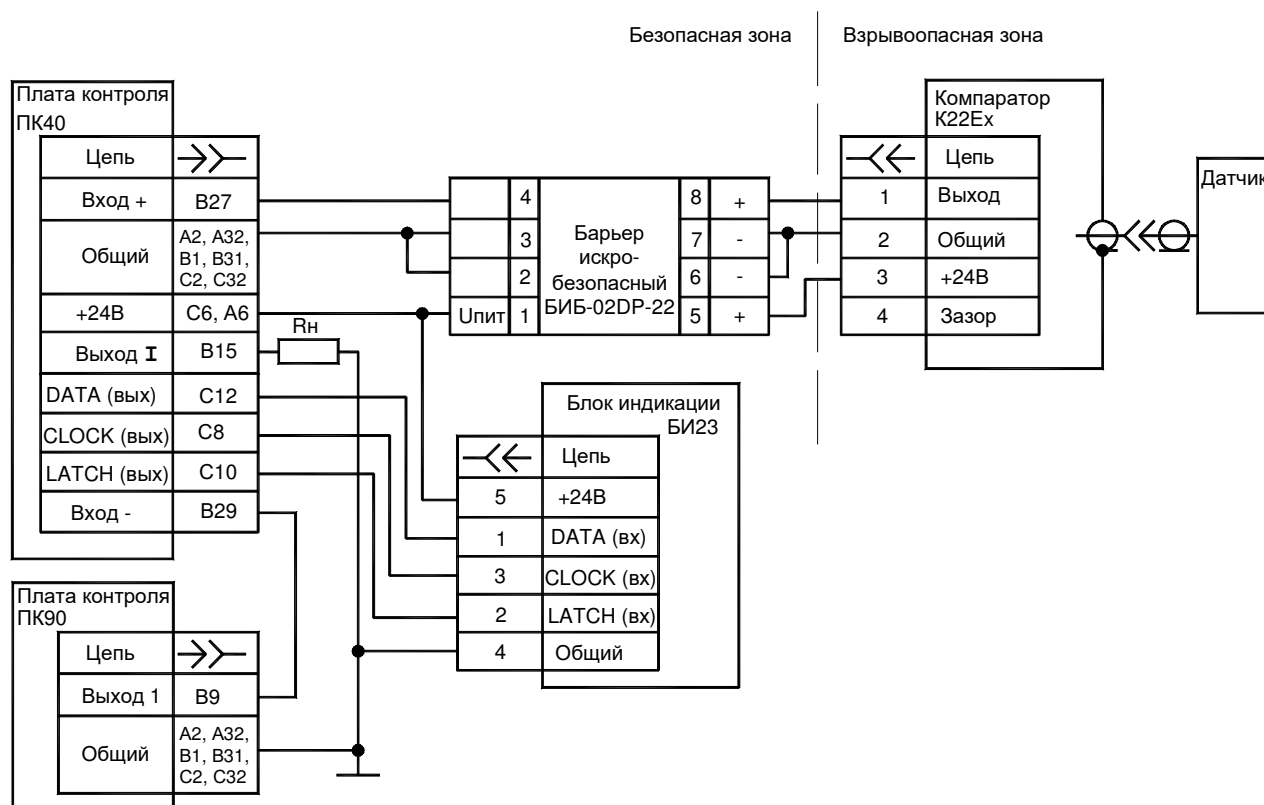 Безопасная зона
Взрывоопасная зона
Плата контроля
ПК40
Цепь
Вход + B27
Общий
A2, A32,
B1, B31,
C2, C32
+24В C6, A6
Выход I B15
DATA (вых) C12
CLOCK (вых) C8
LATCH (вых) C10
Вход - B29
Rн
4
3
2
Uпит 1
Барьер
искро-
безопасный
БИБ-02DP-22
8 +
7 -
6 -
5 +
Компаратор
К22Ех
Цепь
1 Выход
2 Общий
3 +24В
4 Зазор
Датчик
Блок индикации
БИ23
Цепь
5 +24В
1 DATA (вх)
3 CLOCK (вх)
2 LATCH (вх)
4 Общий
Плата контроля
ПК90
Цепь
Выход 1 B9
Общий
A2, A32,
B1, B31,
C2, C32